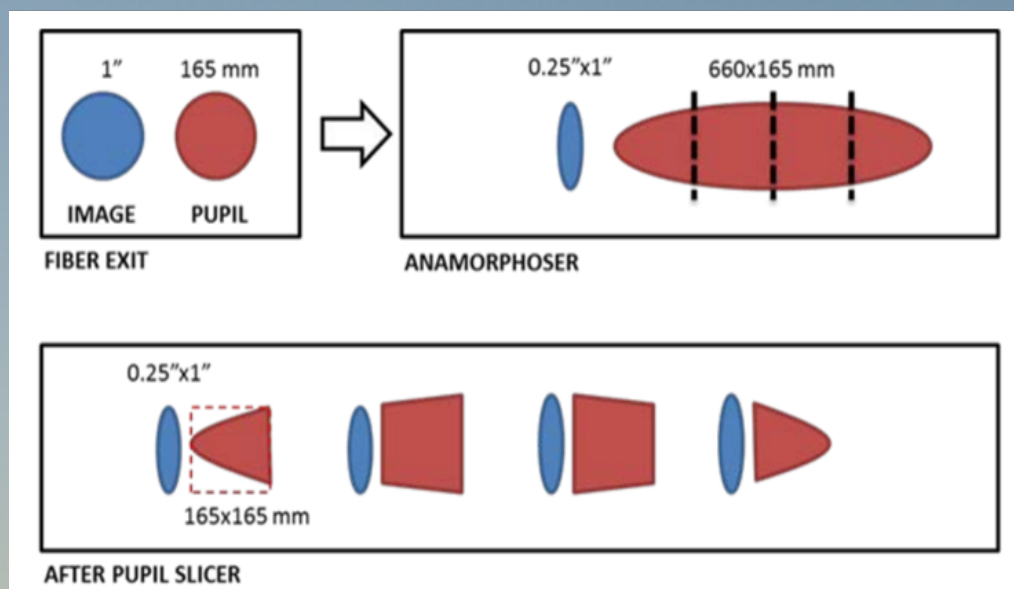 1” 165 mm
IMAGE PUPIL
FIBER EXIT
0.25”x1” 660x165 mm
ANAMORPHOSER
0.25”x1”
165x165 mm
AFTER PUPIL SLICER